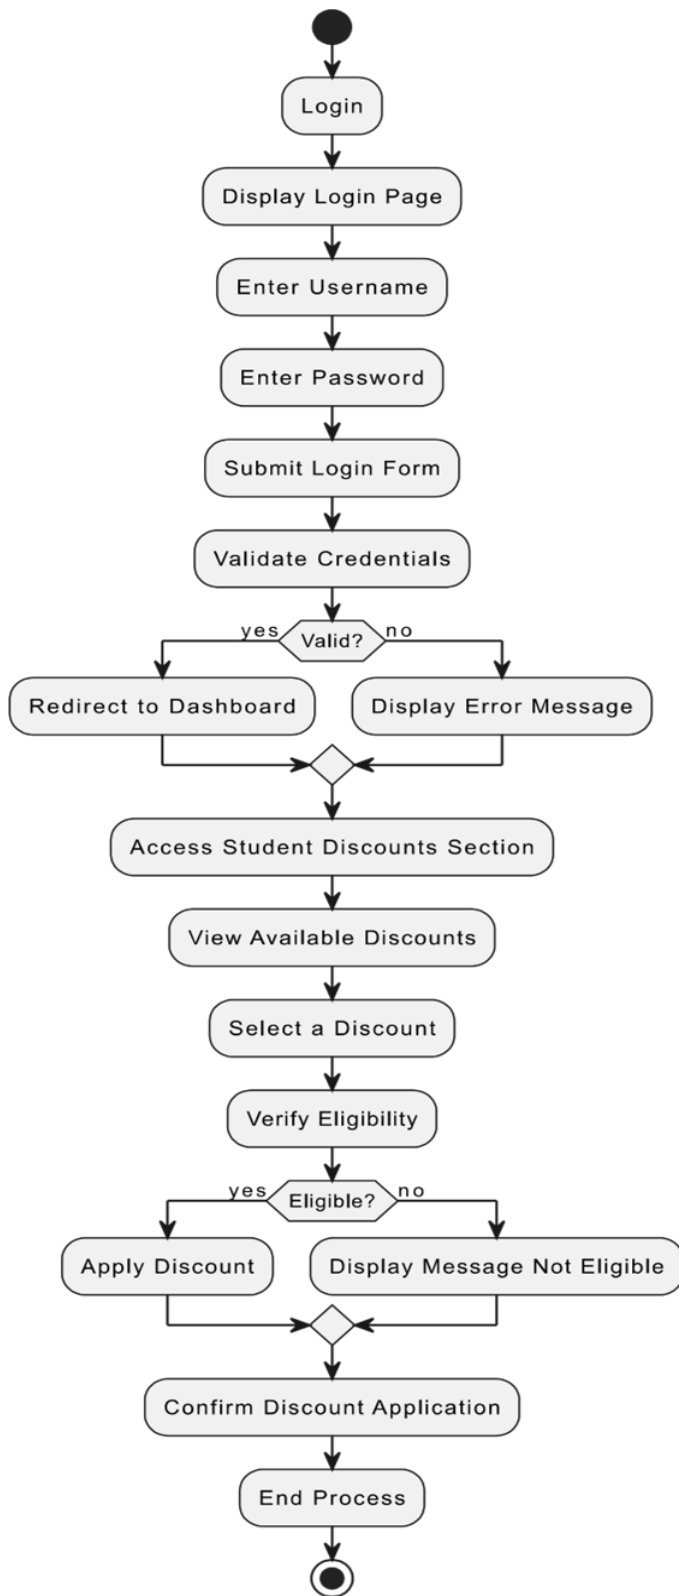 Login
Display Login Page
Enter Username
Enter Password
Submit Login Form
Validate Credentials
yes
Valid?
no
Redirect to Dashboard
Display Error Message
Access Student Discounts Section
View Available Discounts
Select a Discount
Verify Eligibility
yes
Eligible?
no
Apply Discount
Display Message Not Eligible
Confirm Discount Application
End Process